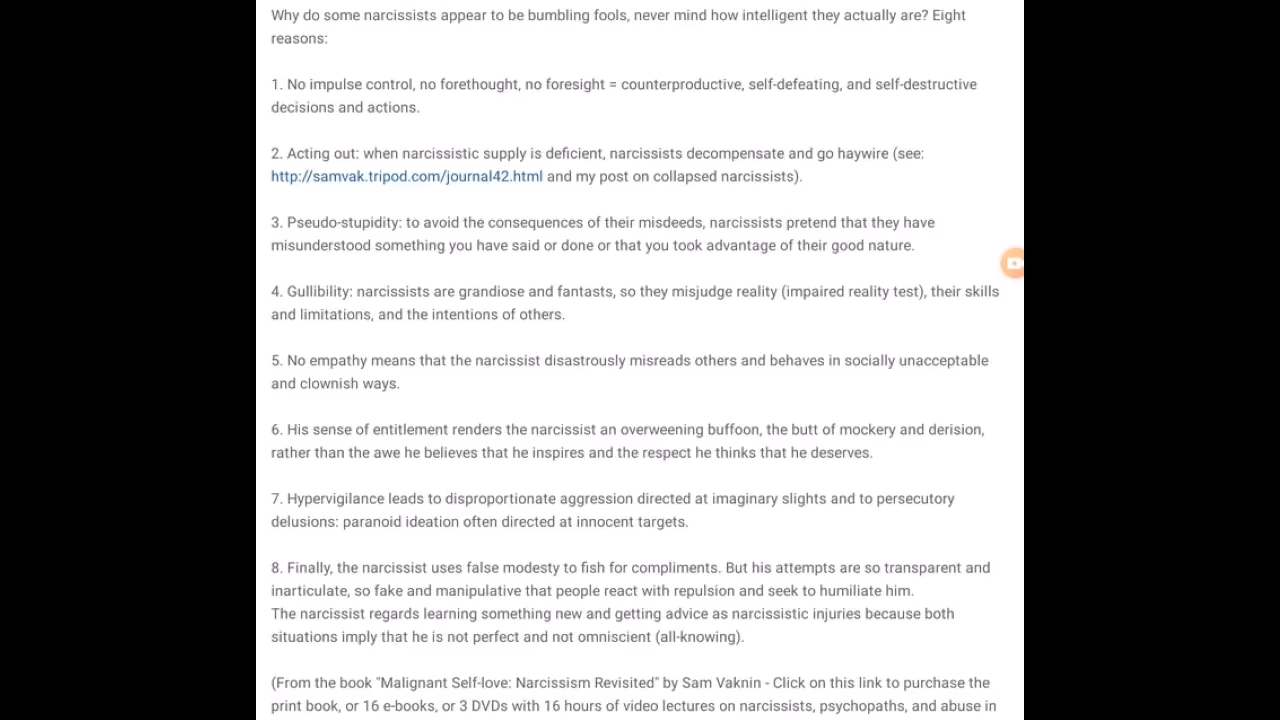 Why do some narcissists appear to be bumbling fools, never mind how intelligent they actually are? Eight
reasons:
1. No impulse control, no forethought, no foresight = counterproductive, self-defeating, and self-destructive
decisions and actions.
2. Acting out: when narcissistic supply is deficient, narcissists decompensate and go haywire (see:
http://samvak.tripod.com/journal42.html and my post on collapsed narcissists).
3. Pseudo-stupidity: to avoid the consequences of their misdeeds, narcissists pretend that they have
misunderstood something you have said or done or that you took advantage of their good nature.
4. Gullibility: narcissists are grandiose and fantasts, so they misjudge reality (impaired reality test), their skills
and limitations, and the intentions of others.
5. No empathy means that the narcissist disastrously misreads others and behaves in socially unacceptable
and clownish ways.
6. His sense of entitlement renders the narcissist an overweening buffoon, the butt of mockery and derision,
rather than the awe he believes that he inspires and the respect he thinks that he deserves.
7. Hypervigilance leads to disproportionate aggression directed at imaginary slights and to persecutory
delusions: paranoid ideation often directed at innocent targets.
8. Finally, the narcissist uses false modesty to fish for compliments. But his attempts are so transparent and
inarticulate, so fake and manipulative that people react with repulsion and seek to humiliate him.
The narcissist regards learning something new and getting advice as narcissistic injuries because both
situations imply that he is not perfect and not omniscient (all-knowing).
(From the book "Malignant Self-love: Narcissism Revisited" by Sam Vaknin - Click on this link to purchase the
print book, or 16 e-books, or 3 DVDs with 16 hours of video lectures on narcissists, psychopaths, and abuse in